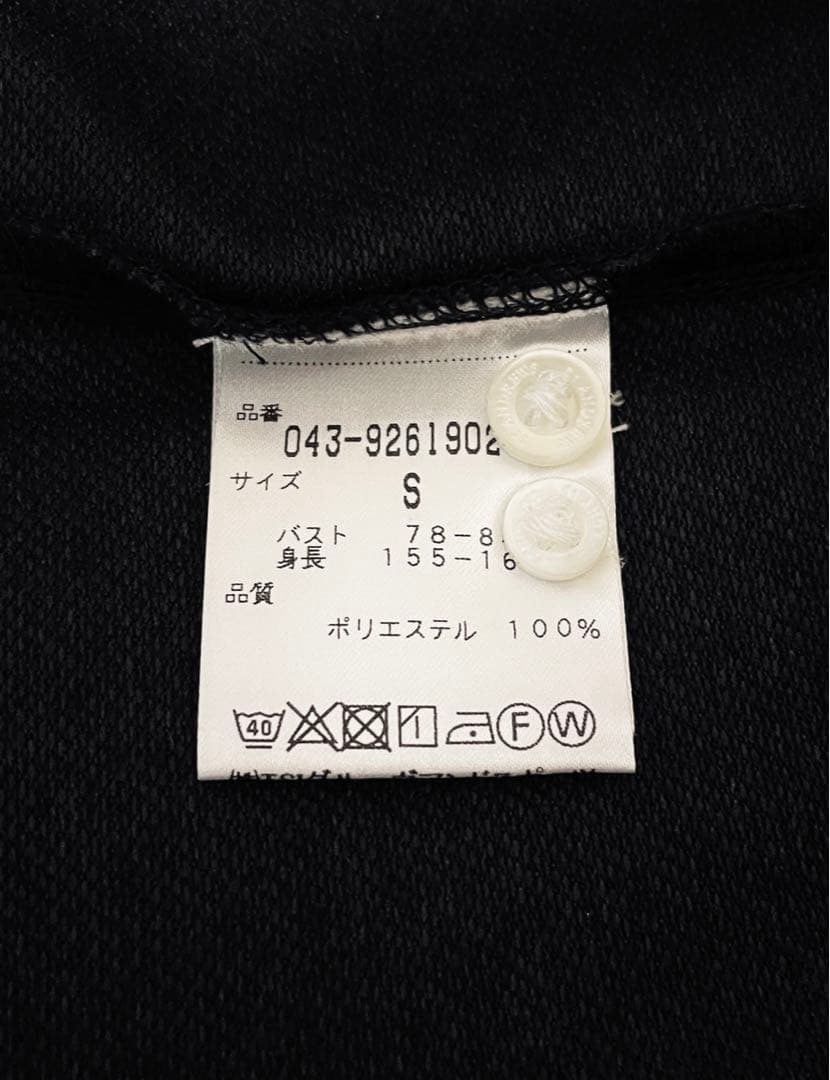 品番
043-9261902
サイズ
S
バスト 78-8
身長 155-16
品質
ポリエステル 100%
40
F W